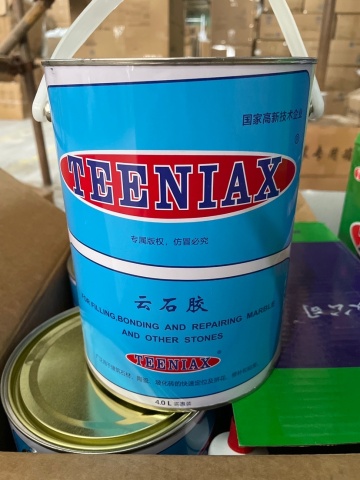 国家高新技术企业
TEENIAX
专属版权，仿冒必究
云石胶
FOR FILLING,BONDING AND REPAIRING MARBLE
AND OTHER STONES
TEENIAX
4.0 L